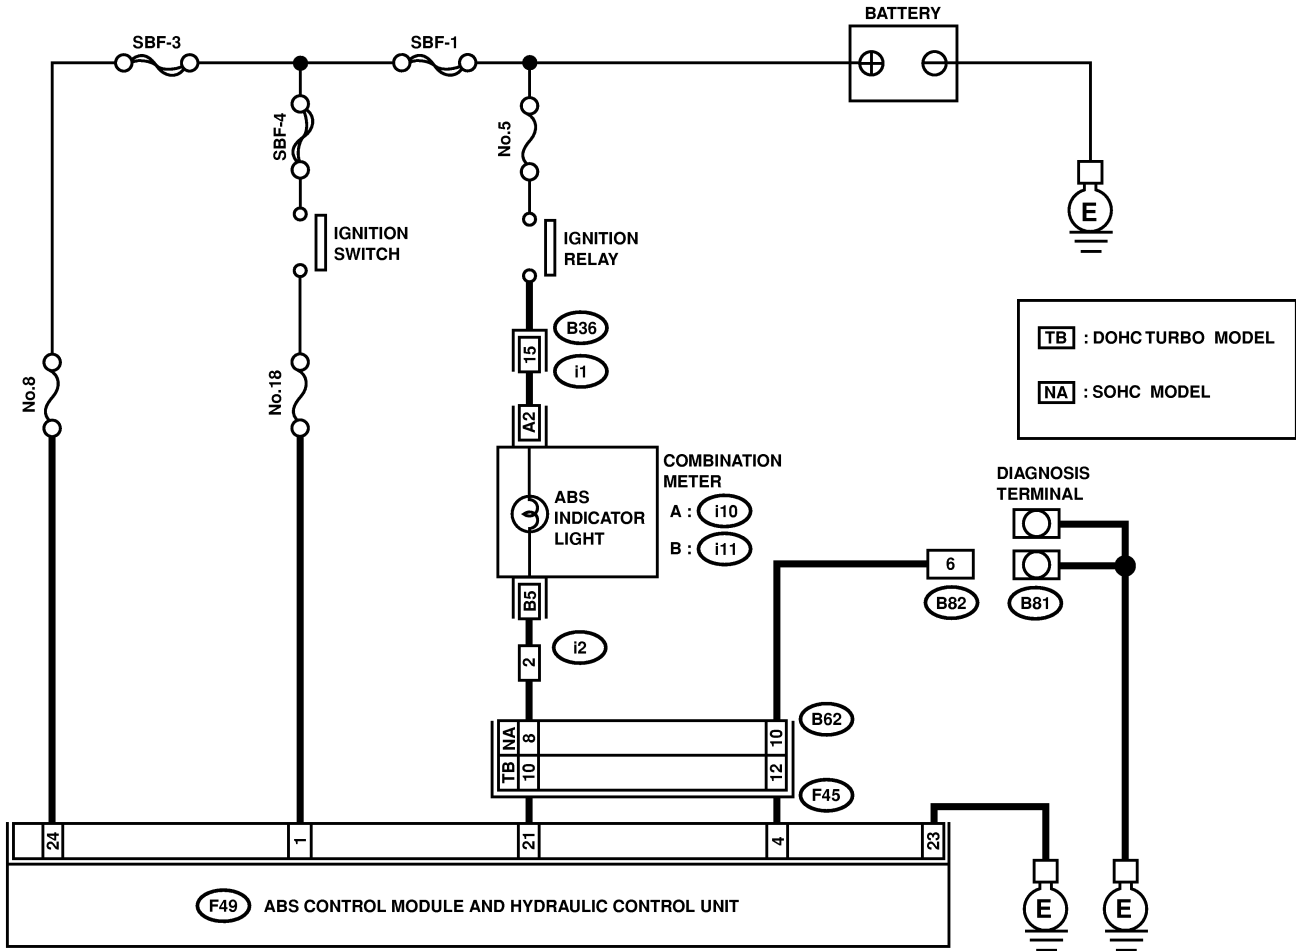 BATTERY
SBF-3
SBF-1
SBF-4
No.5
IGNITION
SWITCH
IGNITION
RELAY
E
B36
15
i1
TB : DOHC TURBO MODEL
NA : SOHC MODEL
No.8
No.18
A2
COMBINATION
METER
A : i10
B : i11
ABS
INDICATOR
LIGHT
DIAGNOSIS
TERMINAL
6
B82
B81
B5
i2
2
B62
NA 8 10
TB 10 12
F45
24 1 21 4 23
F49 ABS CONTROL MODULE AND HYDRAULIC CONTROL UNIT
E E